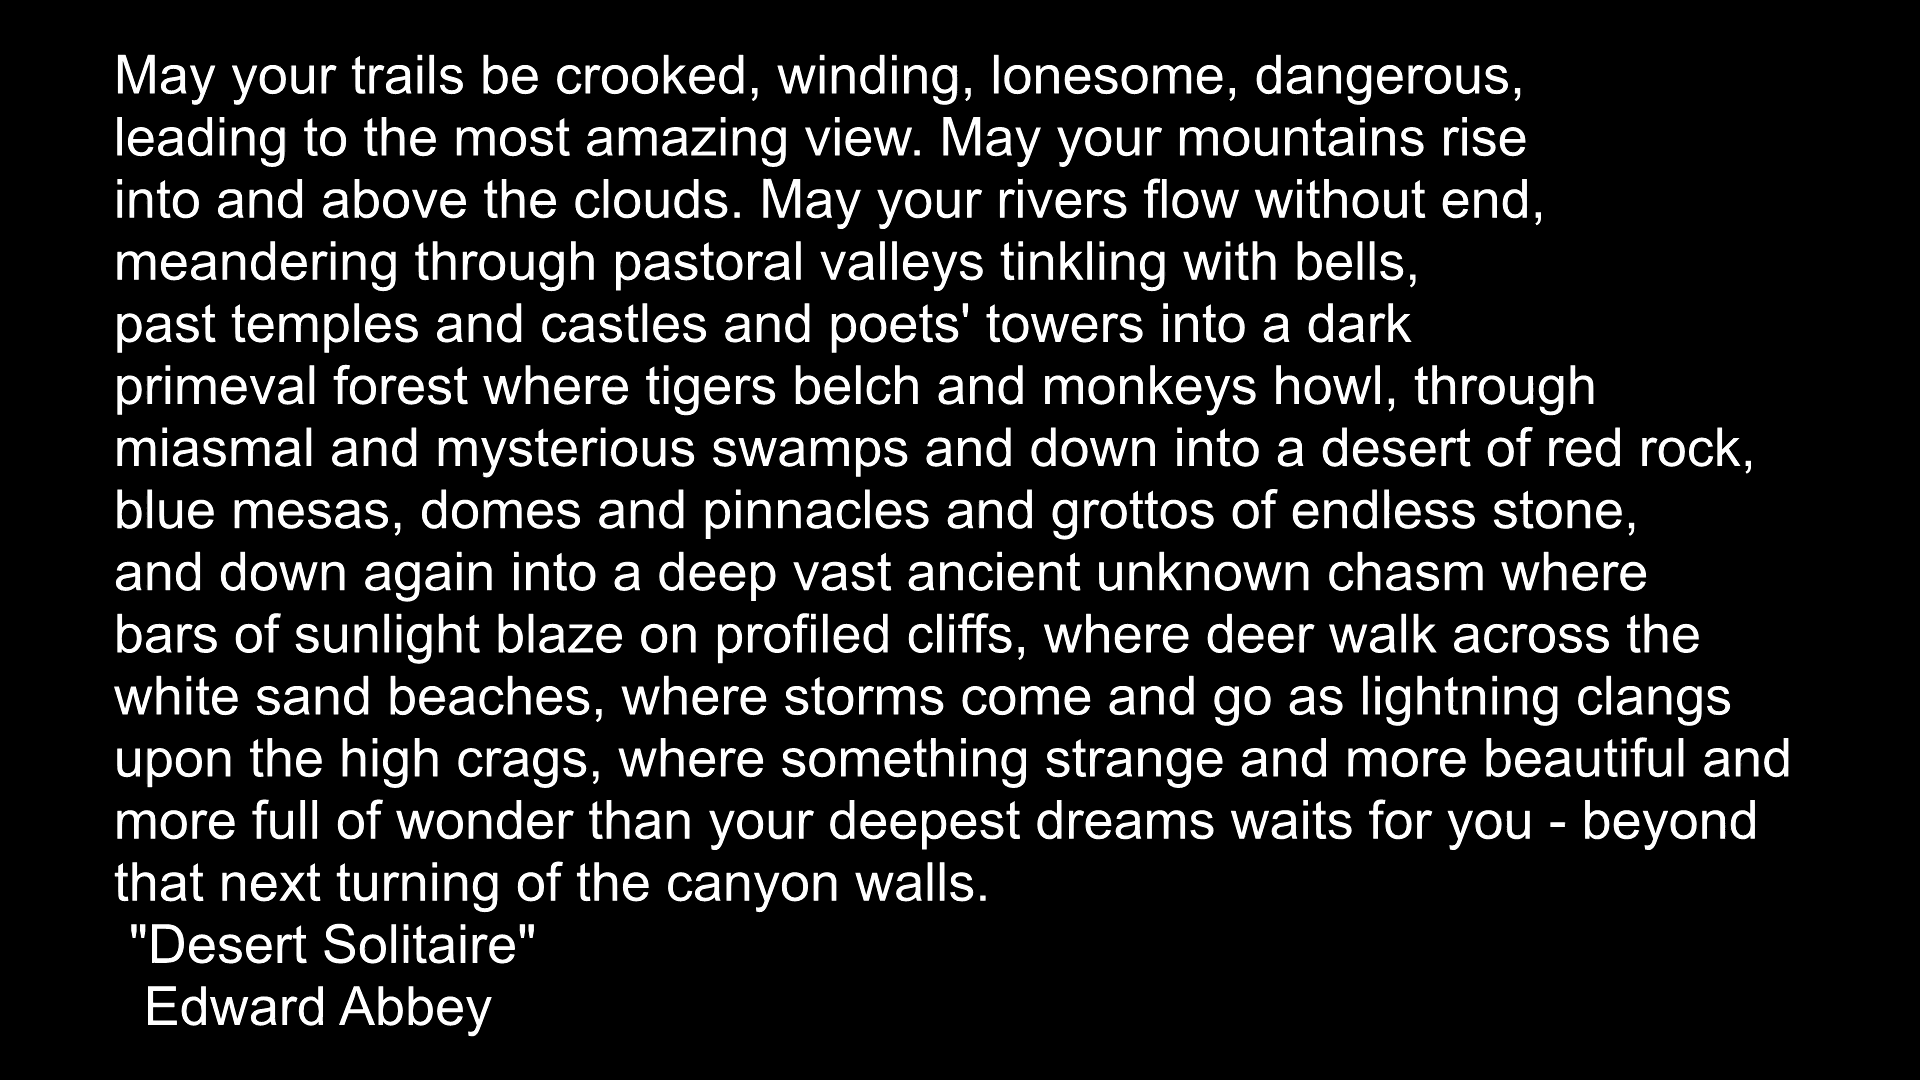 May your trails be crooked, winding, lonesome, dangerous,
leading to the most amazing view. May your mountains rise
into and above the clouds. May your rivers flow without end,
meandering through pastoral valleys tinkling with bells,
past temples and castles and poets' towers into a dark
primeval forest where tigers belch and monkeys howl, through
miasmal and mysterious swamps and down into a desert of red rock,
blue mesas, domes and pinnacles and grottos of endless stone,
and down again into a deep vast ancient unknown chasm where
bars of sunlight blaze on profiled cliffs, where deer walk across the
white sand beaches, where storms come and go as lightning clangs
upon the high crags, where something strange and more beautiful and
more full of wonder than your deepest dreams waits for you - beyond
that next turning of the canyon walls.
"Desert Solitaire"
Edward Abbey